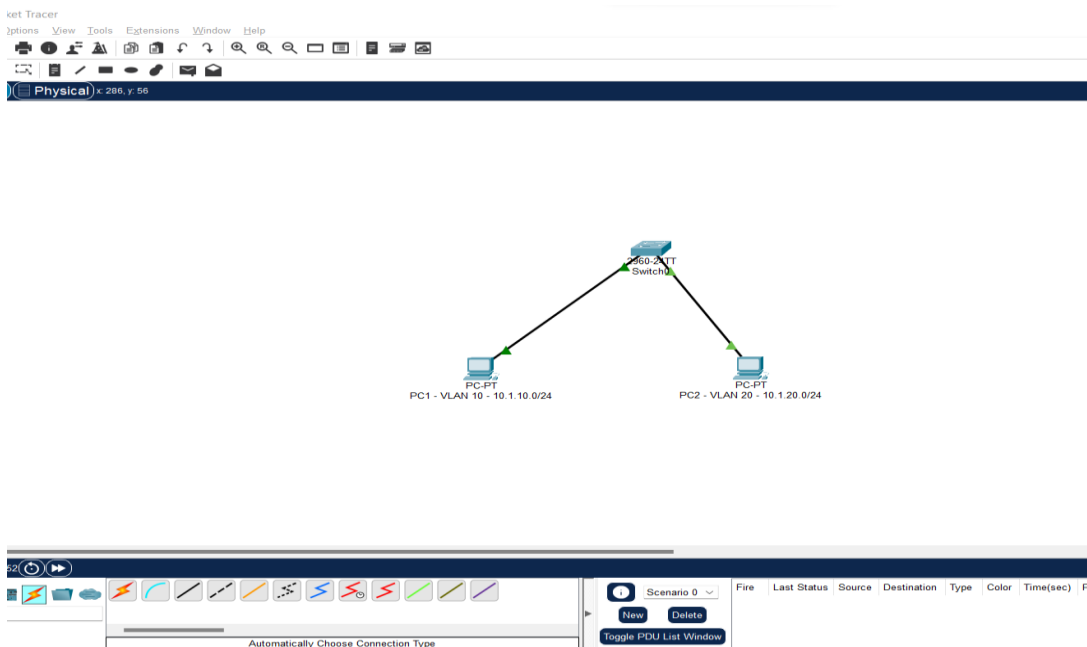 ket Tracer
Options View Tools Extensions Window Help
Physical x: 286, y: 56
2960-24TT
Switch0
PC-PT
PC1 - VLAN 10 - 10.1.10.0/24
PC-PT
PC2 - VLAN 20 - 10.1.20.0/24
52
Scenario 0
Fire Last Status Source Destination Type Color Time(sec) P
New Delete
Toggle PDU List Window
Automatically Choose Connection Type